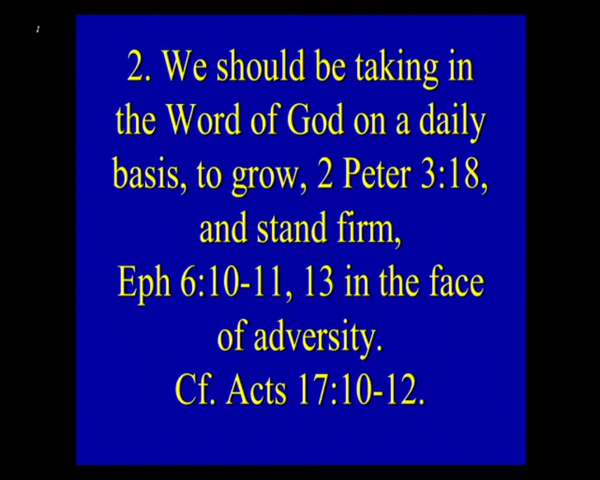 2. We should be taking in
the Word of God on a daily
basis, to grow, 2 Peter 3:18,
and stand firm,
Eph 6:10-11, 13 in the face
of adversity.
Cf. Acts 17:10-12.